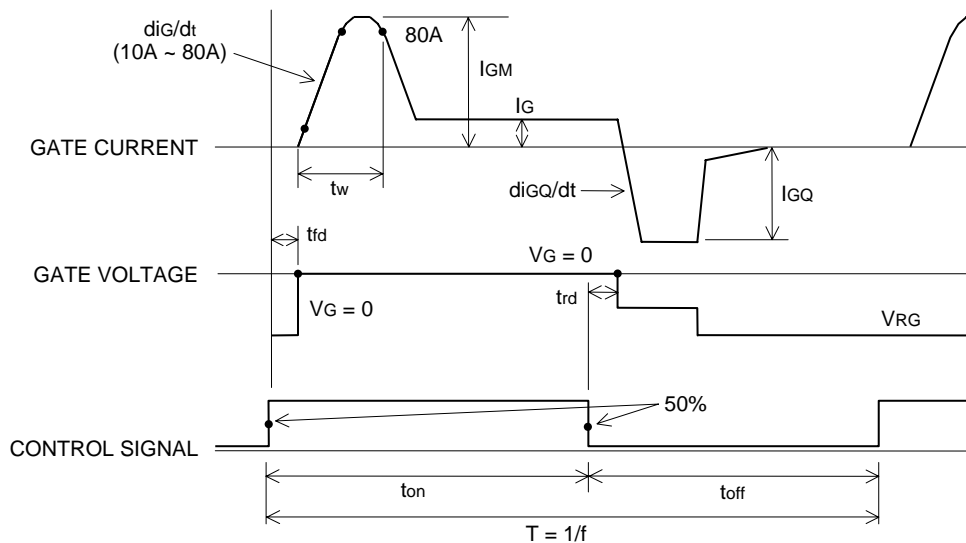 diG/dt
(10A ~ 80A)
80A
IGM
IG
GATE CURRENT
tw
diGQ/dt
IGQ
tfd
VG = 0
GATE VOLTAGE
trd
VG = 0
VRG
50%
CONTROL SIGNAL
ton
toff
T = 1/f